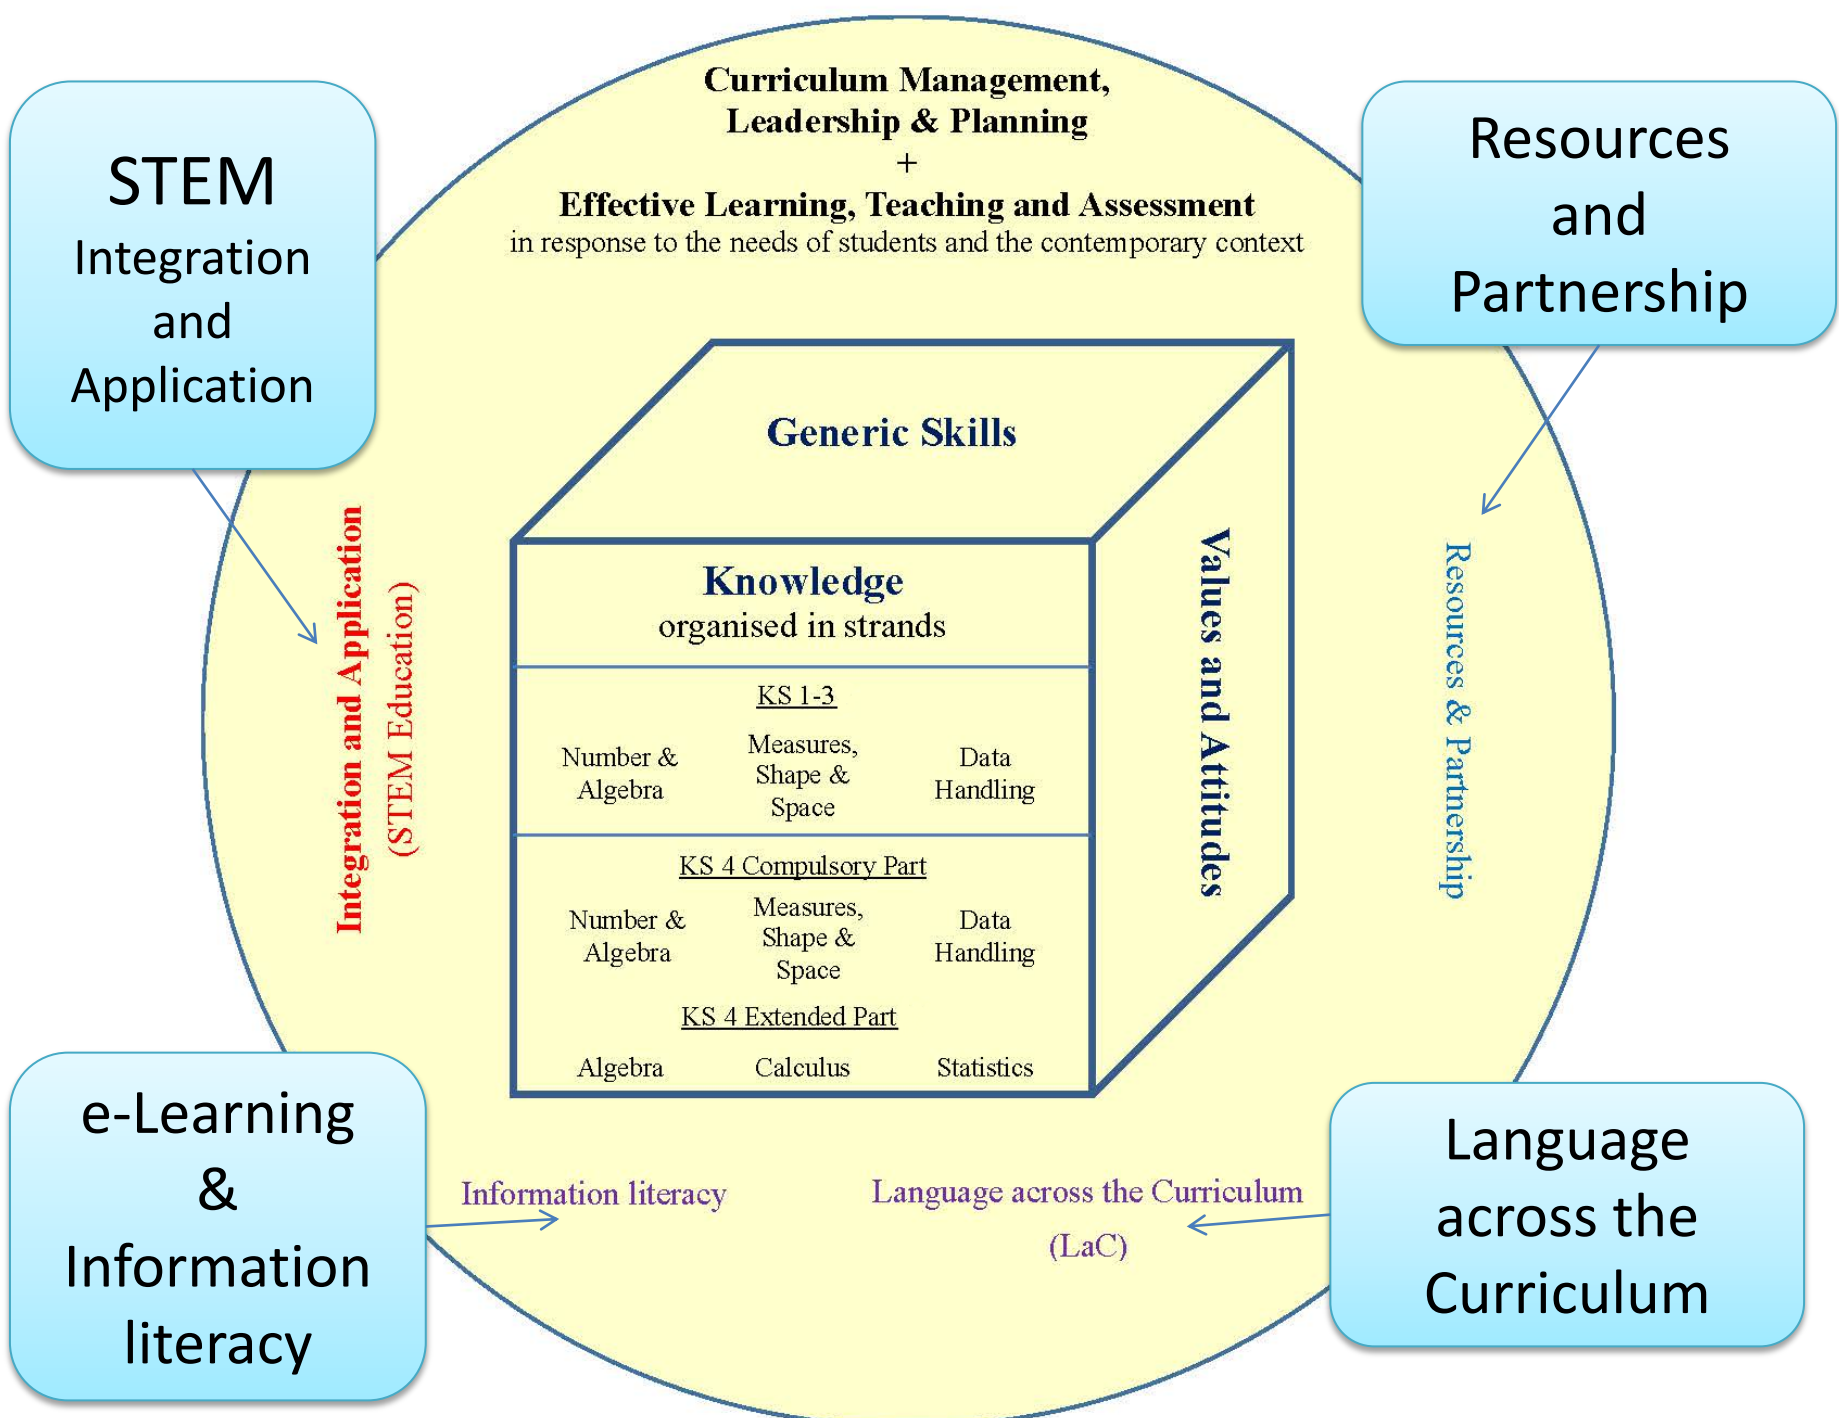 Curriculum Management,
Leadership & Planning
+
Effective Learning, Teaching and Assessment
in response to the needs of students and the contemporary context
STEM
Integration
and
Application
Resources
and
Partnership
Generic Skills
Knowledge
organised in strands
KS 1-3
Number &
Algebra
Measures,
Shape &
Space
Data
Handling
KS 4 Compulsory Part
Number &
Algebra
Measures,
Shape &
Space
Data
Handling
KS 4 Extended Part
Algebra
Calculus
Statistics
Values and Attitudes
Integration and Application
(STEM Education)
Resources & Partnership
Information literacy
Language across the Curriculum
(LaC)
e-Learning
&
Information
literacy
Language
across the
Curriculum